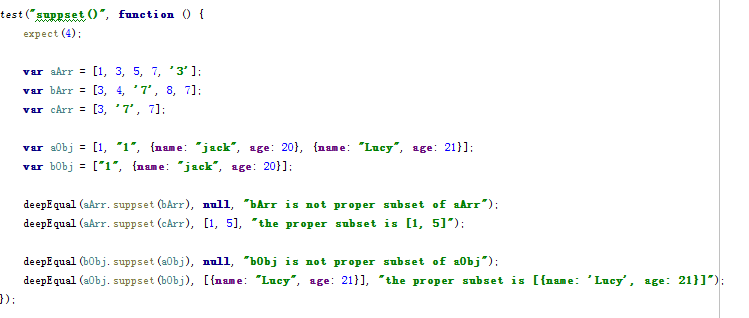 test("suppset()", function () {
expect(4);
var aArr = [1, 3, 5, 7, '3'];
var bArr = [3, 4, '7', 8, 7];
var cArr = [3, '7', 7];
var aObj = [1, "1", {name: "jack", age: 20}, {name: "Lucy", age: 21}];
var bObj = ["1", {name: "jack", age: 20}];
deepEqual(aArr.suppset(bArr), null, "bArr is not proper subset of aArr");
deepEqual(aArr.suppset(cArr), [1, 5], "the proper subset is [1, 5]");
deepEqual(bObj.suppset(aObj), null, "bObj is not proper subset of aObj");
deepEqual(aObj.suppset(bObj), [{name: "Lucy", age: 21}], "the proper subset is [{name: 'Lucy', age: 21}]");
});